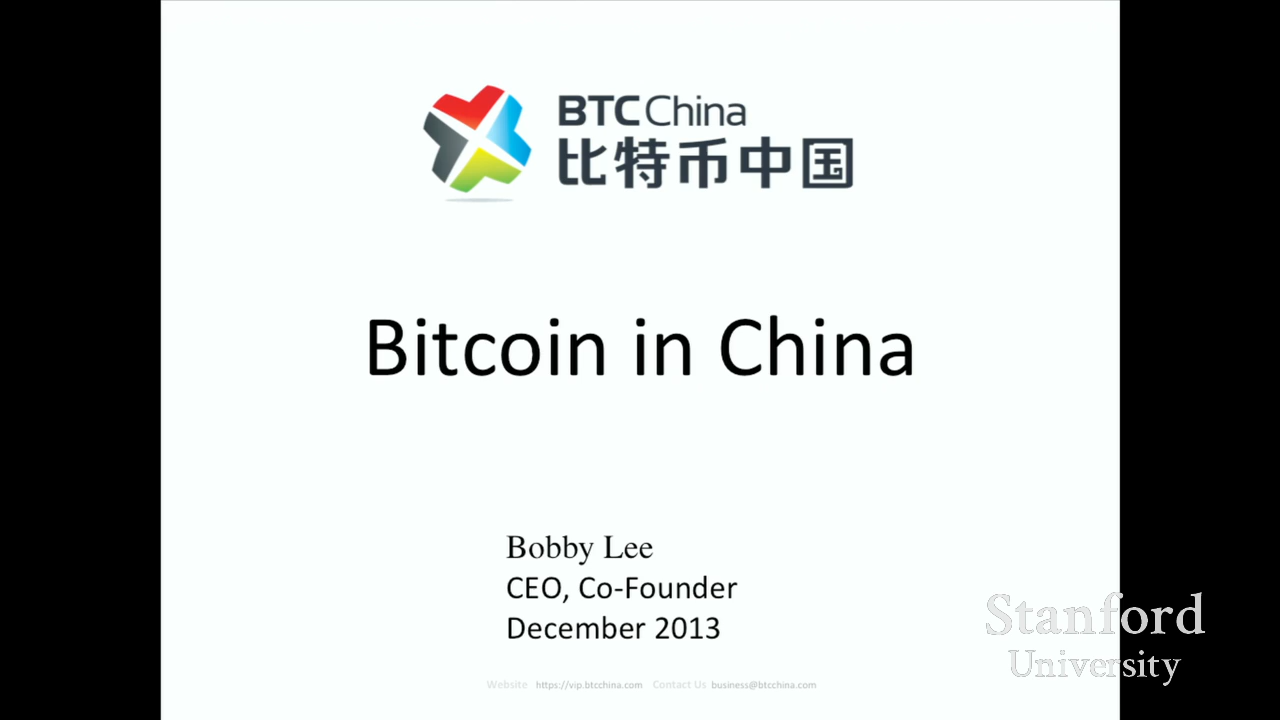 BTCChina
比特币中国
Bitcoin in China
Bobby Lee
CEO, Co-Founder
December 2013
Stanford
University
Website https://vip.btcchina.com Contact Us business@btcchina.com